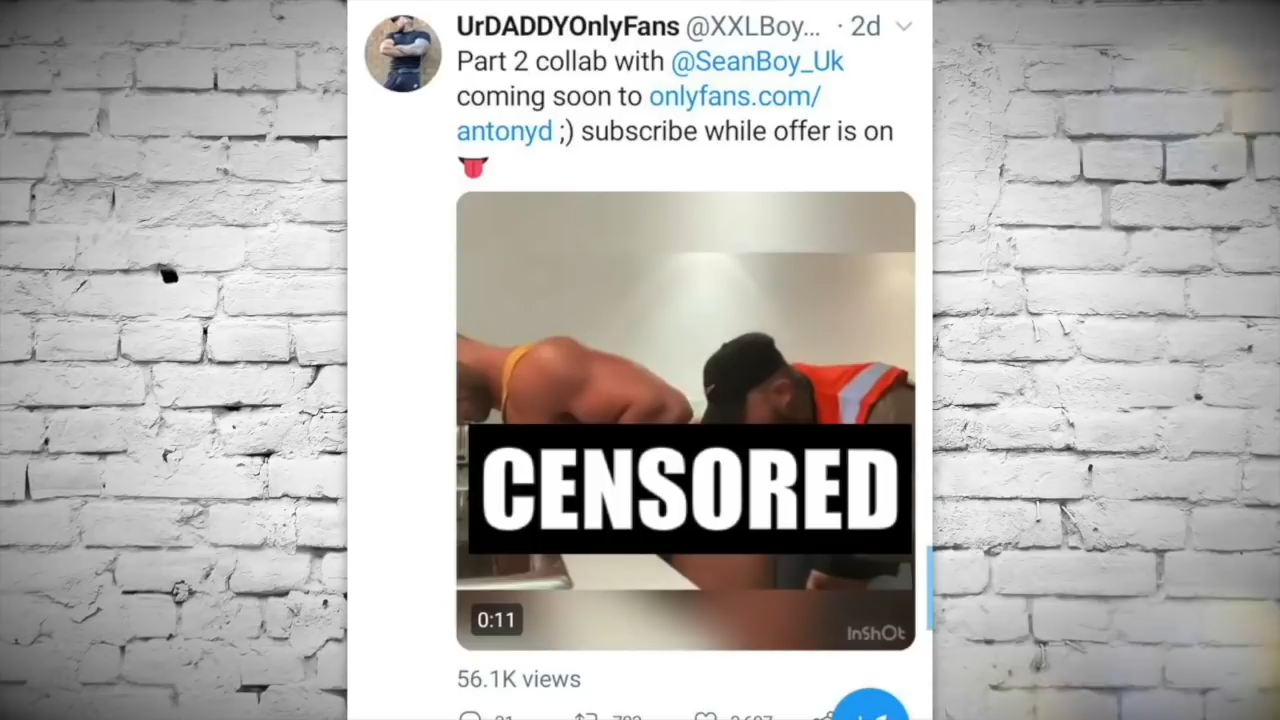 UrDADDYOnlyFans @XXLBoy... · 2d
Part 2 collab with @SeanBoy_Uk
coming soon to onlyfans.com/
antonyd ;) subscribe while offer is on
CENSORED
0:11
InShOt
56.1K views